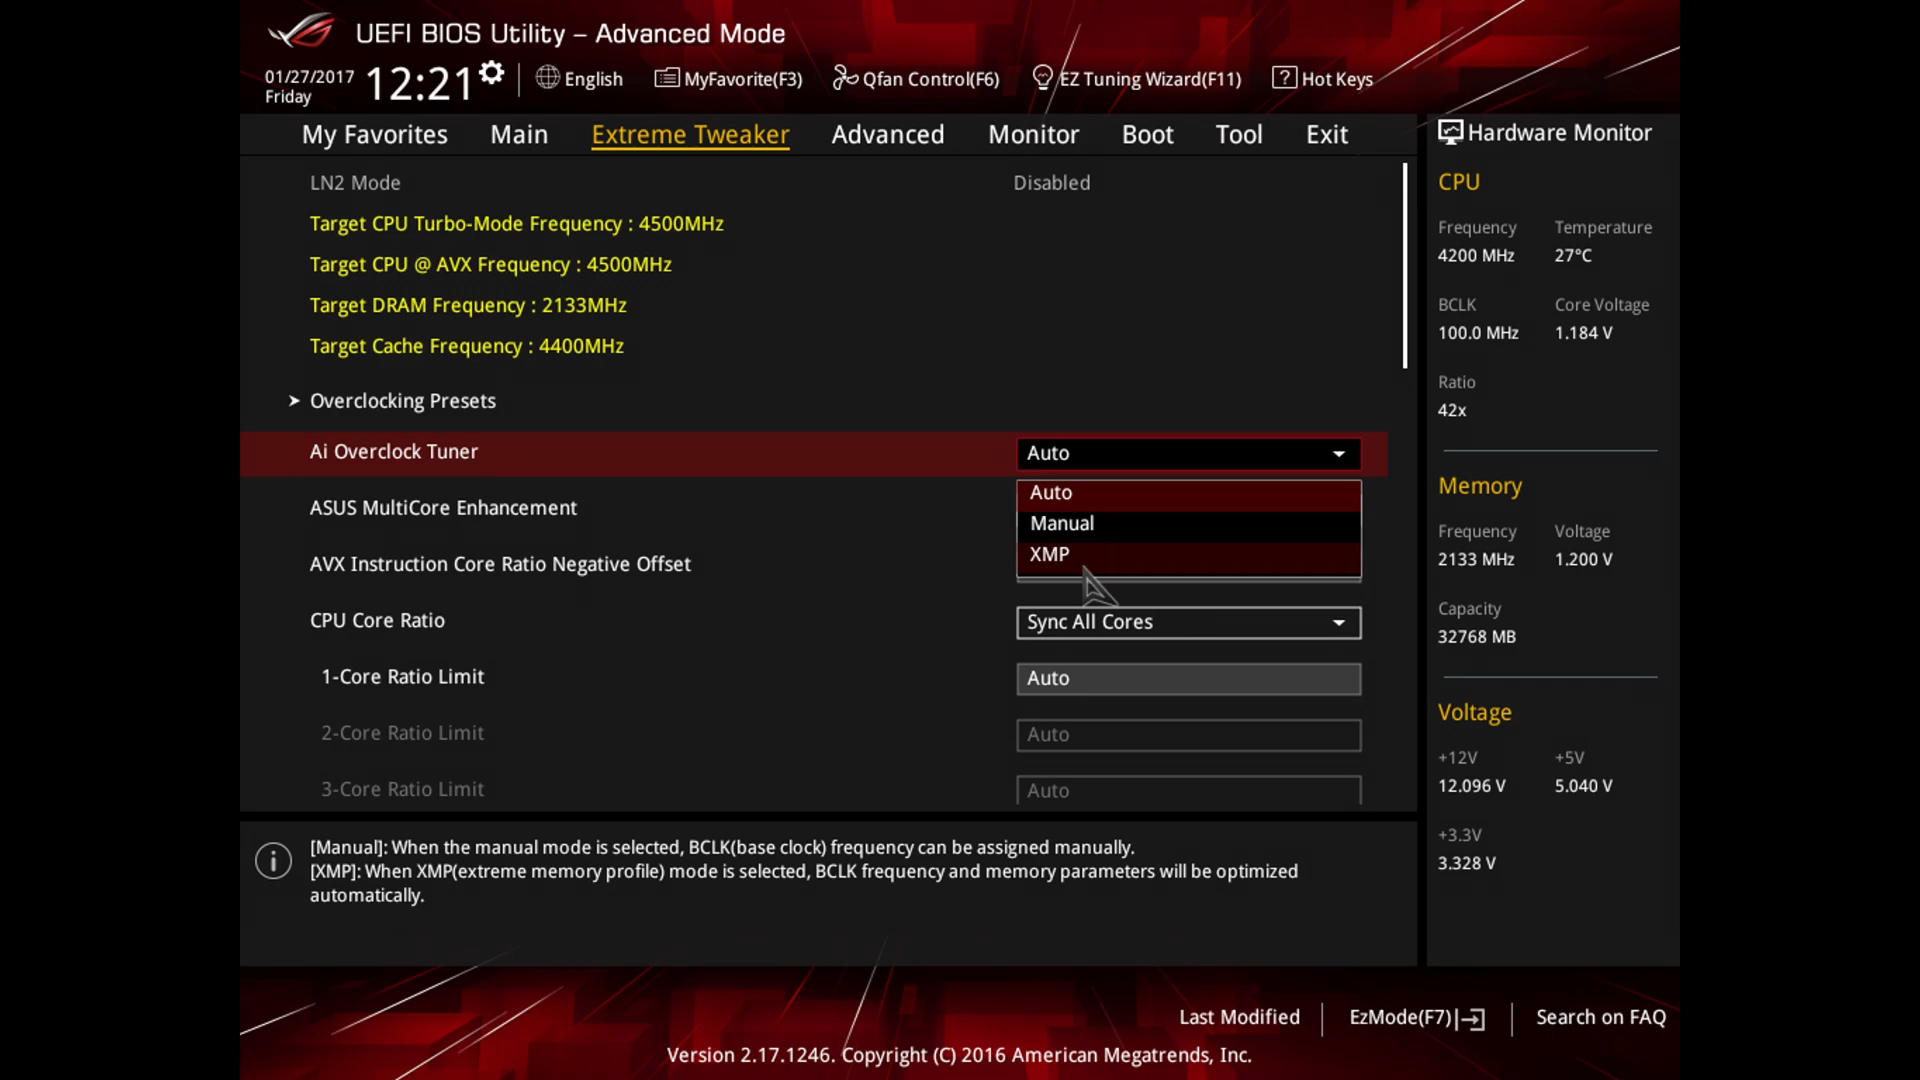 UEFI BIOS Utility – Advanced Mode
01/27/2017
Friday
12:21
English
MyFavorite(F3)
Qfan Control(F6)
EZ Tuning Wizard(F11)
? Hot Keys
My Favorites
Main
Extreme Tweaker
Advanced
Monitor
Boot
Tool
Exit
LN2 Mode Disabled
Target CPU Turbo-Mode Frequency : 4500MHz
Target CPU @ AVX Frequency : 4500MHz
Target DRAM Frequency : 2133MHz
Target Cache Frequency : 4400MHz
Overclocking Presets
Ai Overclock Tuner Auto
Auto
Manual
XMP
ASUS MultiCore Enhancement
AVX Instruction Core Ratio Negative Offset
CPU Core Ratio Sync All Cores
1-Core Ratio Limit Auto
2-Core Ratio Limit Auto
3-Core Ratio Limit Auto
i
[Manual]: When the manual mode is selected, BCLK(base clock) frequency can be assigned manually.
[XMP]: When XMP(extreme memory profile) mode is selected, BCLK frequency and memory parameters will be optimized
automatically.
Hardware Monitor
CPU
Frequency Temperature
4200 MHz 27°C
BCLK Core Voltage
100.0 MHz 1.184 V
Ratio
42x
Memory
Frequency Voltage
2133 MHz 1.200 V
Capacity
32768 MB
Voltage
+12V +5V
12.096 V 5.040 V
+3.3V
3.328 V
Last Modified
EzMode(F7)
Search on FAQ
Version 2.17.1246. Copyright (C) 2016 American Megatrends, Inc.